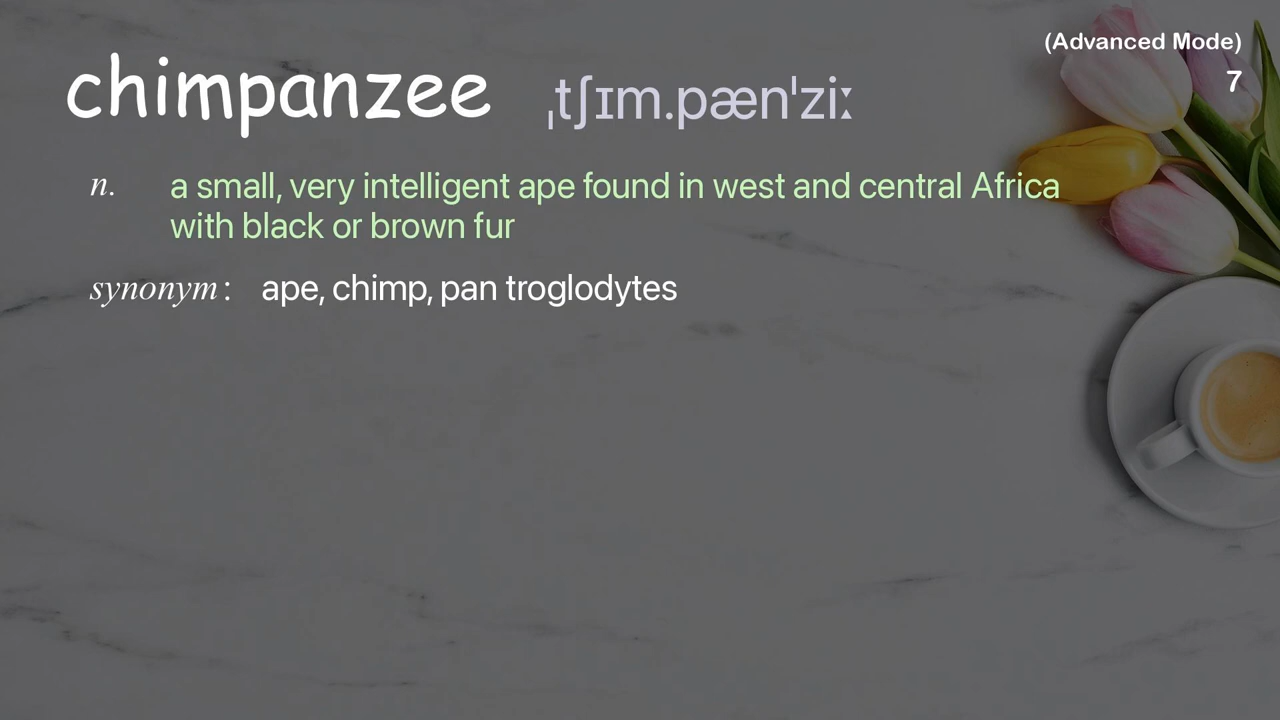 (Advanced Mode)
7
chimpanzee ˌtʃɪm.pænˈziː
n. a small, very intelligent ape found in west and central Africa
with black or brown fur
synonym: ape, chimp, pan troglodytes